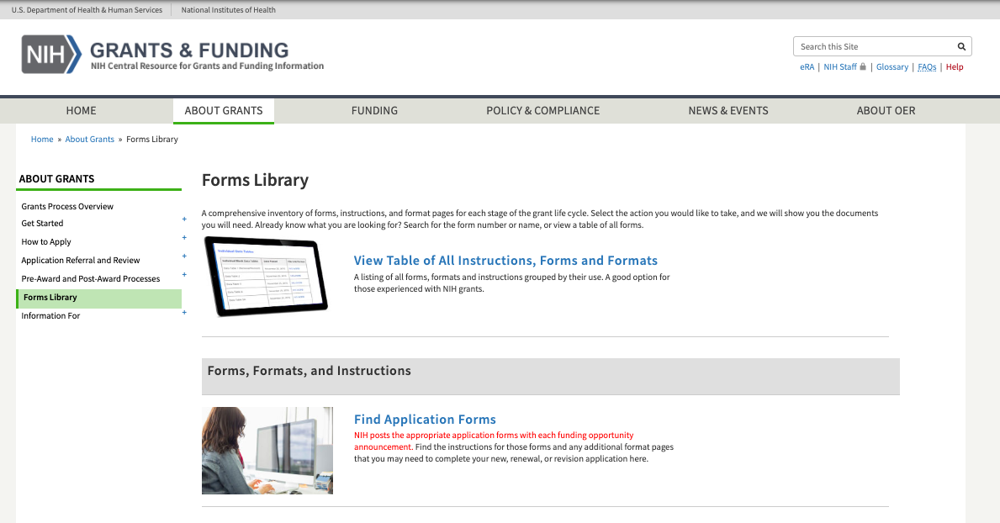 U.S. Department of Health & Human Services
National Institutes of Health
NIH
GRANTS & FUNDING
NIH Central Resource for Grants and Funding Information
Search this Site
eRA | NIH Staff | Glossary | FAQs | Help
HOME
ABOUT GRANTS
FUNDING
POLICY & COMPLIANCE
NEWS & EVENTS
ABOUT OER
Home » About Grants » Forms Library
ABOUT GRANTS
Grants Process Overview
Get Started +
How to Apply +
Application Referral and Review +
Pre-Award and Post-Award Processes +
Forms Library
Information For +
Forms Library
A comprehensive inventory of forms, instructions, and format pages for each stage of the grant life cycle. Select the action you would like to take, and we will show you the documents
you will need. Already know what you are looking for? Search for the form number or name, or view a table of all forms.
View Table of All Instructions, Forms and Formats
A listing of all forms, formats and instructions grouped by their use. A good option for
those experienced with NIH grants.
Forms, Formats, and Instructions
Find Application Forms
NIH posts the appropriate application forms with each funding opportunity
announcement. Find the instructions for those forms and any additional format pages
that you may need to complete your new, renewal, or revision application here.